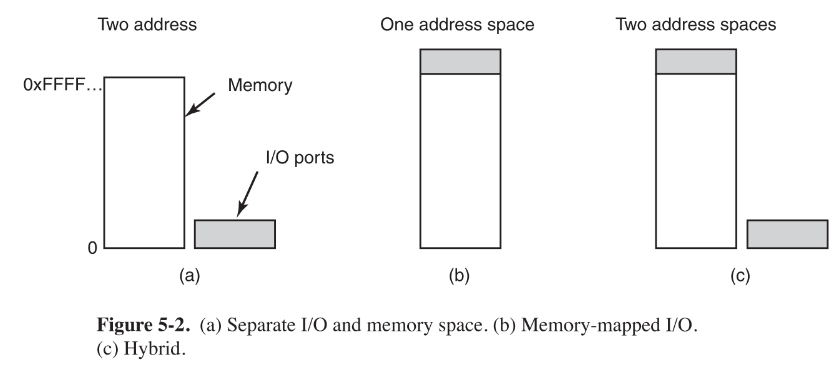 Two address
One address space
Two address spaces
0xFFFF...
Memory
I/O ports
0
(a)
(b)
(c)
Figure 5-2. (a) Separate I/O and memory space. (b) Memory-mapped I/O.
(c) Hybrid.